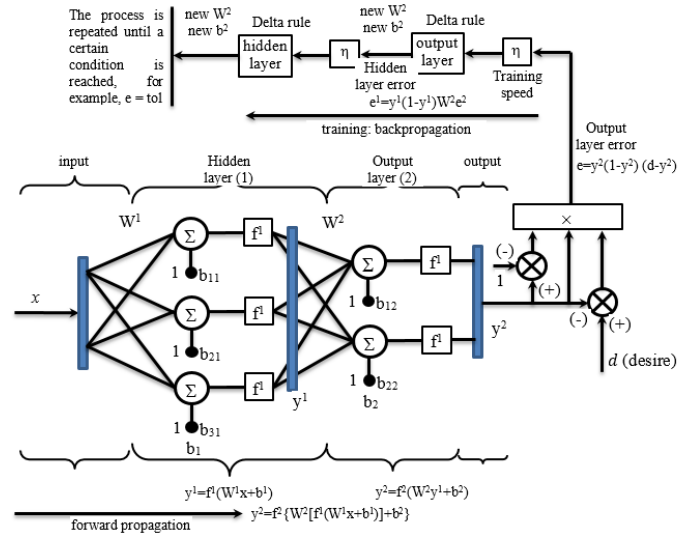 The process is
repeated until a
certain
condition is
reached, for
example, e = tol
new W²
new b²
Delta rule
hidden
layer
η
new W²
new b²
Hidden
layer error
e¹=y¹(1-y¹)W²e²
Delta rule
output
layer
η
Training
speed
training: backpropagation
Output
layer error
e=y²(1-y²) (d-y²)
×
input
Hidden
layer (1)
Output
layer (2)
output
W¹
W²
x
Σ
f¹
1 b₁₁
Σ
f¹
1 b₂₁
Σ
f¹
1 b₃₁
b₁
y¹
Σ
f¹
1 b₁₂
Σ
f¹
1 b₂₂
b₂
y²
(-)
1
(+)
(-)
(+)
d (desire)
y¹=f¹(W¹x+b¹)
y²=f²(W²y¹+b²)
forward propagation
y²=f²{W²[f¹(W¹x+b¹)]+b²}